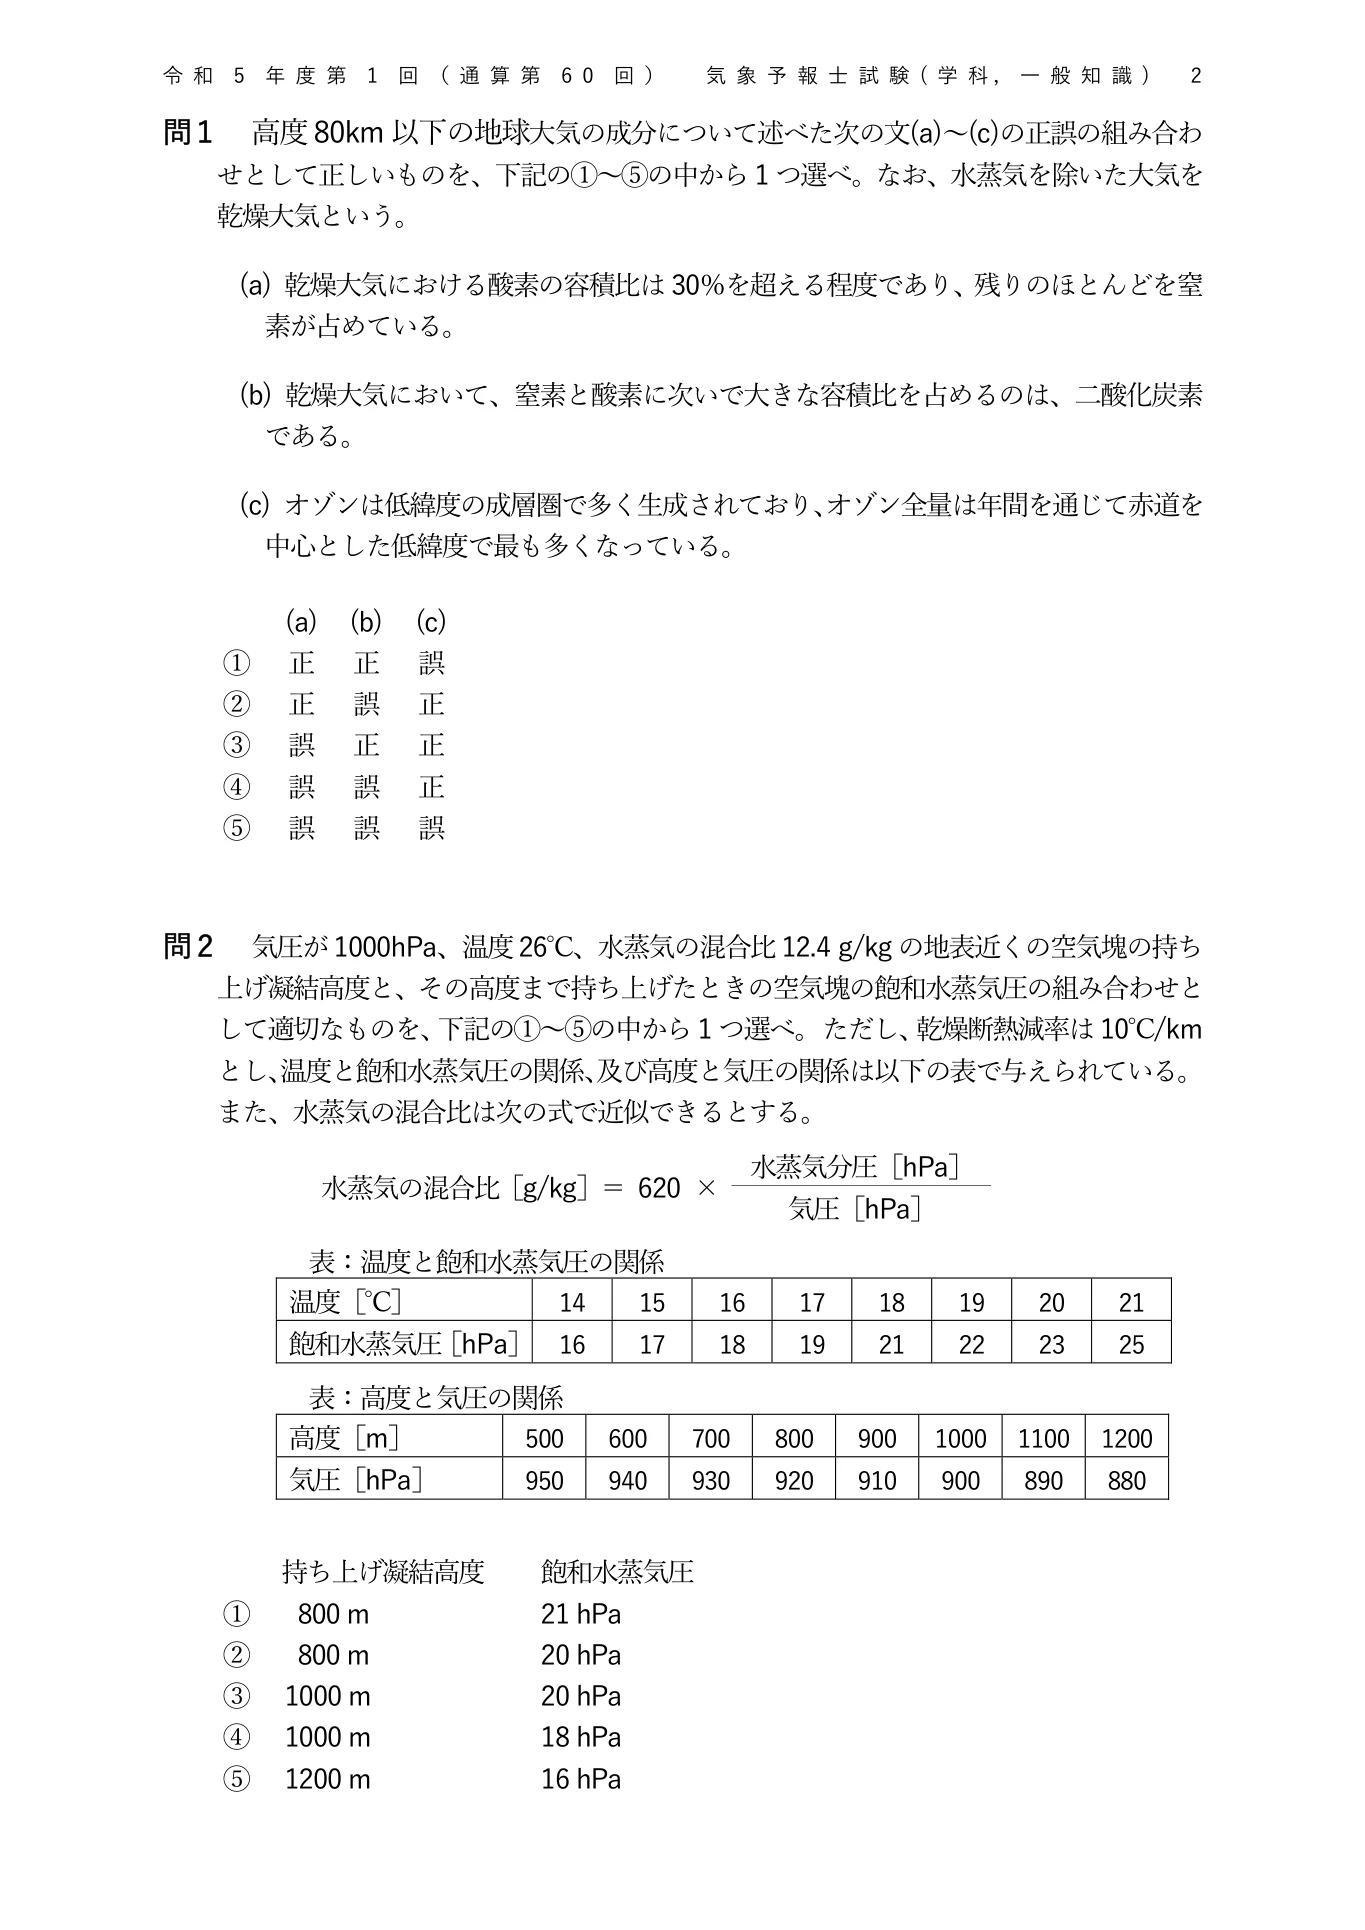 令和 5 年度第 1 回（通算第 60 回）　気象予報士試験(学科, 一般知識)　2
問1　高度 80km 以下の地球大気の成分について述べた次の文(a)～(c)の正誤の組み合わ
せとして正しいものを、下記の①～⑤の中から 1 つ選べ。なお、水蒸気を除いた大気を
乾燥大気という。
(a) 乾燥大気における酸素の容積比は 30%を超える程度であり、残りのほとんどを窒
素が占めている。
(b) 乾燥大気において、窒素と酸素に次いで大きな容積比を占めるのは、二酸化炭素
である。
(c) オゾンは低緯度の成層圏で多く生成されており、オゾン全量は年間を通じて赤道を
中心とした低緯度で最も多くなっている。
(a) (b) (c)
① 正 正 誤
② 正 誤 正
③ 誤 正 正
④ 誤 誤 正
⑤ 誤 誤 誤
問2　気圧が 1000hPa、温度 26℃、水蒸気の混合比 12.4 g/kg の地表近くの空気塊の持ち
上げ凝結高度と、その高度まで持ち上げたときの空気塊の飽和水蒸気圧の組み合わせと
して適切なものを、下記の①～⑤の中から 1 つ選べ。ただし、乾燥断熱減率は 10℃/km
とし、温度と飽和水蒸気圧の関係、及び高度と気圧の関係は以下の表で与えられている。
また、水蒸気の混合比は次の式で近似できるとする。
水蒸気分圧［hPa］
水蒸気の混合比［g/kg］＝ 620 ×
気圧［hPa］
表：温度と飽和水蒸気圧の関係
温度［℃］ 14 15 16 17 18 19 20 21
飽和水蒸気圧［hPa］ 16 17 18 19 21 22 23 25
表：高度と気圧の関係
高度［m］ 500 600 700 800 900 1000 1100 1200
気圧［hPa］ 950 940 930 920 910 900 890 880
持ち上げ凝結高度 飽和水蒸気圧
① 800 m 21 hPa
② 800 m 20 hPa
③ 1000 m 20 hPa
④ 1000 m 18 hPa
⑤ 1200 m 16 hPa